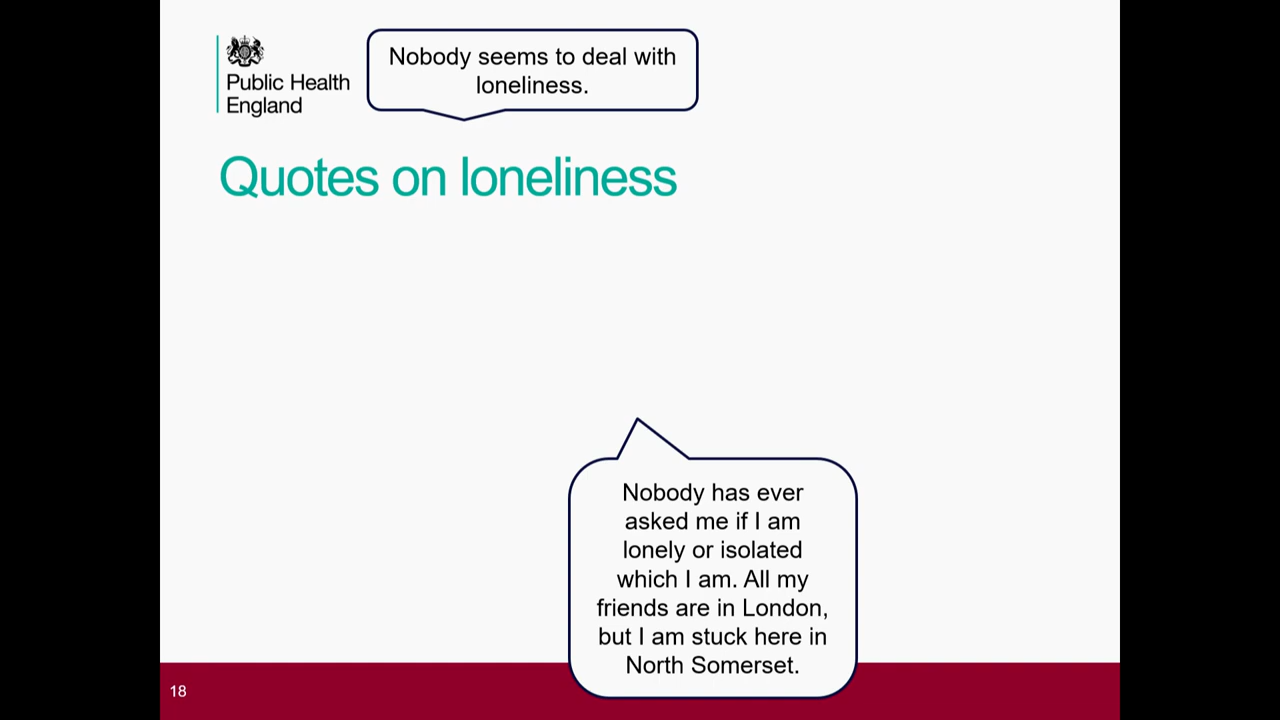 Public Health
England
Nobody seems to deal with
loneliness.
Quotes on loneliness
Nobody has ever
asked me if I am
lonely or isolated
which I am. All my
friends are in London,
but I am stuck here in
North Somerset.
18